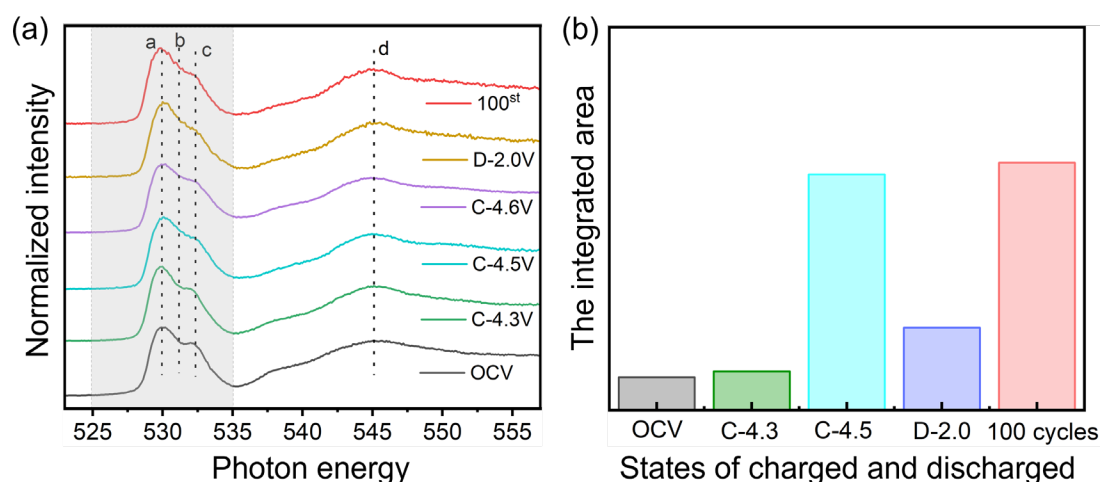 (a)
a
b
c
d
100st
D-2.0V
C-4.6V
C-4.5V
C-4.3V
OCV
Normalized intensity
525 530 535 540 545 550 555
Photon energy
(b)
The integrated area
OCV C-4.3 C-4.5 D-2.0 100 cycles
States of charged and discharged